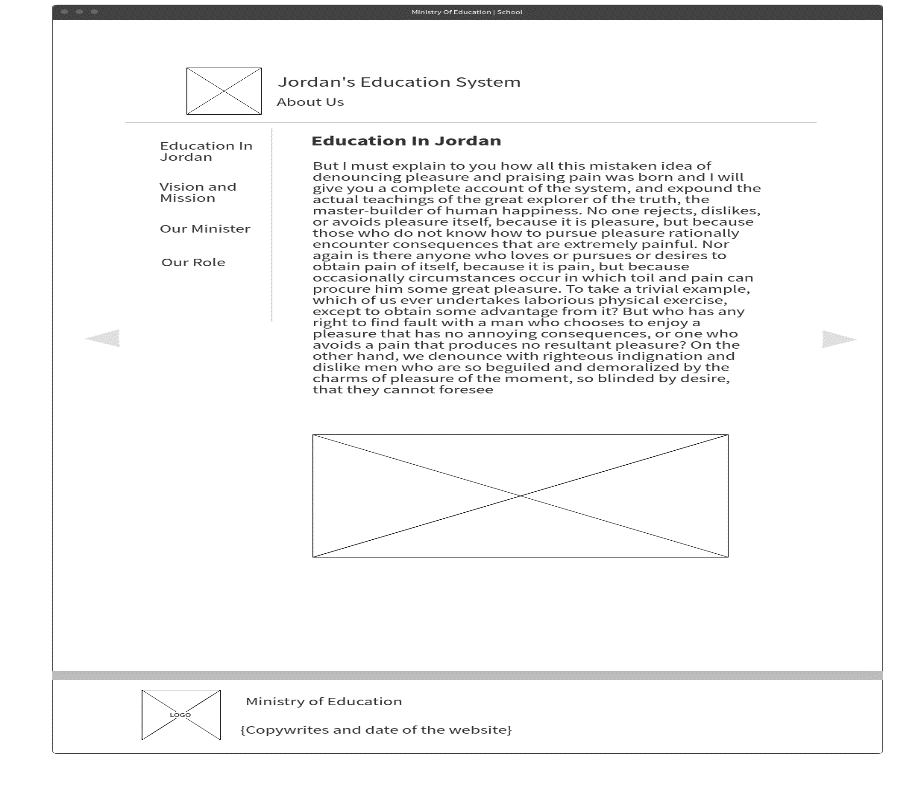 Ministry Of Education | School
Jordan's Education System
About Us
Education In
Jordan
Vision and
Mission
Our Minister
Our Role
Education In Jordan
But I must explain to you how all this mistaken idea of
denouncing pleasure and praising pain was born and I will
give you a complete account of the system, and expound the
actual teachings of the great explorer of the truth, the
master-builder of human happiness. No one rejects, dislikes,
or avoids pleasure itself, because it is pleasure, but because
those who do not know how to pursue pleasure rationally
encounter consequences that are extremely painful. Nor
again is there anyone who loves or pursues or desires to
obtain pain of itself, because it is pain, but because
occasionally circumstances occur in which toil and pain can
procure him some great pleasure. To take a trivial example,
which of us ever undertakes laborious physical exercise,
except to obtain some advantage from it? But who has any
right to find fault with a man who chooses to enjoy a
pleasure that has no annoying consequences, or one who
avoids a pain that produces no resultant pleasure? On the
other hand, we denounce with righteous indignation and
dislike men who are so beguiled and demoralized by the
charms of pleasure of the moment, so blinded by desire,
that they cannot foresee
LOGO
Ministry of Education
{Copywrites and date of the website}